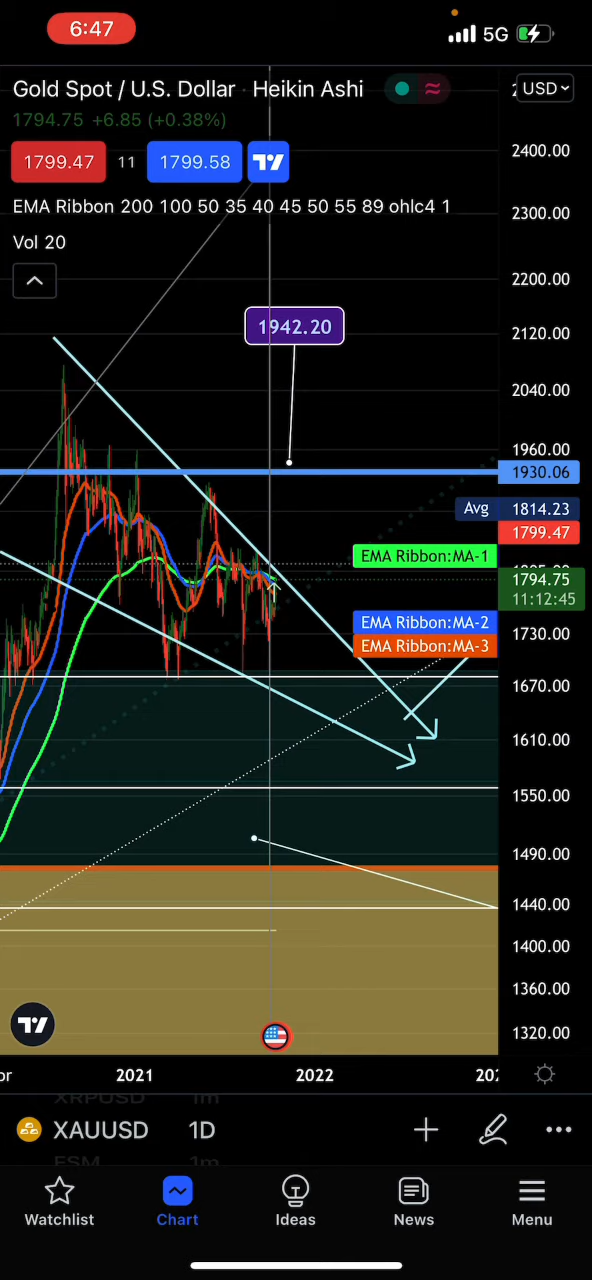 6:47
5G
Gold Spot / U.S. Dollar · Heikin Ashi
USD
1794.75 +6.85 (+0.38%)
1799.47 11 1799.58
EMA Ribbon 200 100 50 35 40 45 50 55 89 ohlc4 1
Vol 20
2400.00
2300.00
2200.00
2120.00
2040.00
1960.00
1942.20
1930.06
Avg 1814.23
1799.47
EMA Ribbon:MA-1
1794.75
11:12:45
EMA Ribbon:MA-2
1730.00
EMA Ribbon:MA-3
1670.00
1610.00
1550.00
1490.00
1440.00
1400.00
1360.00
1320.00
2021 2022
XRPUSD 1m
XAUUSD 1D
1m
Watchlist Chart Ideas News Menu